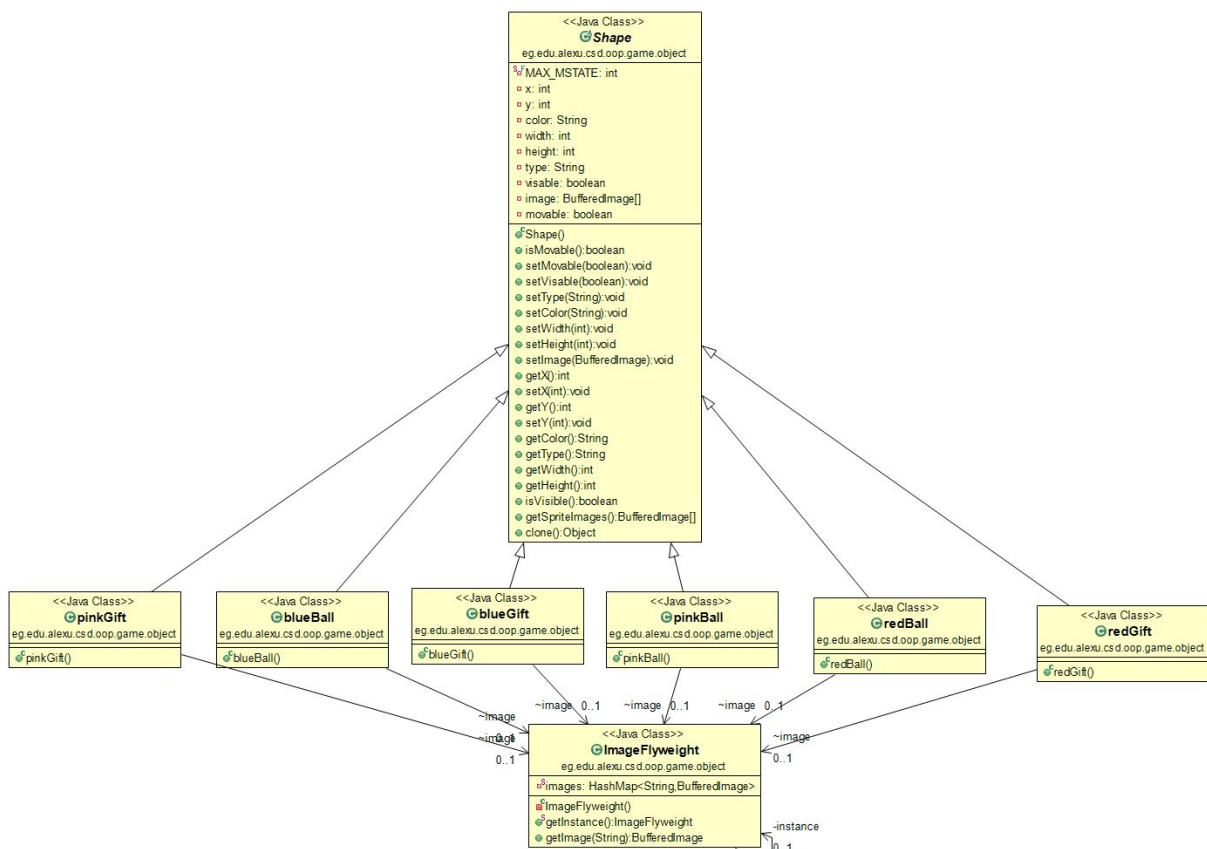 <<Java Class>>
Shape
eg.edu.alexu.csd.oop.game.object
MAX_MSTATE: int
x: int
y: int
color: String
width: int
height: int
type: String
visable: boolean
image: BufferedImage[]
movable: boolean
Shape()
isMovable():boolean
setMovable(boolean):void
setVisable(boolean):void
setType(String):void
setColor(String):void
setWidth(int):void
setHeight(int):void
setImage(BufferedImage):void
getX():int
setX(int):void
getY():int
setY(int):void
getColor():String
getType():String
getWidth():int
getHeight():int
isVisible():boolean
getSpriteImages():BufferedImage[]
clone():Object
<<Java Class>>
pinkGift
eg.edu.alexu.csd.oop.game.object
pinkGift()
<<Java Class>>
blueBall
eg.edu.alexu.csd.oop.game.object
blueBall()
<<Java Class>>
blueGift
eg.edu.alexu.csd.oop.game.object
blueGift()
<<Java Class>>
pinkBall
eg.edu.alexu.csd.oop.game.object
pinkBall()
<<Java Class>>
redBall
eg.edu.alexu.csd.oop.game.object
redBall()
<<Java Class>>
redGift
eg.edu.alexu.csd.oop.game.object
redGift()
~image 0..1
~image 0..1
~image 0..1
~image
0..1
~image
0..1
~image
0..1
<<Java Class>>
ImageFlyweight
eg.edu.alexu.csd.oop.game.object
images: HashMap<String,BufferedImage>
ImageFlyweight()
getInstance():ImageFlyweight
getImage(String):BufferedImage
-instance
0..1